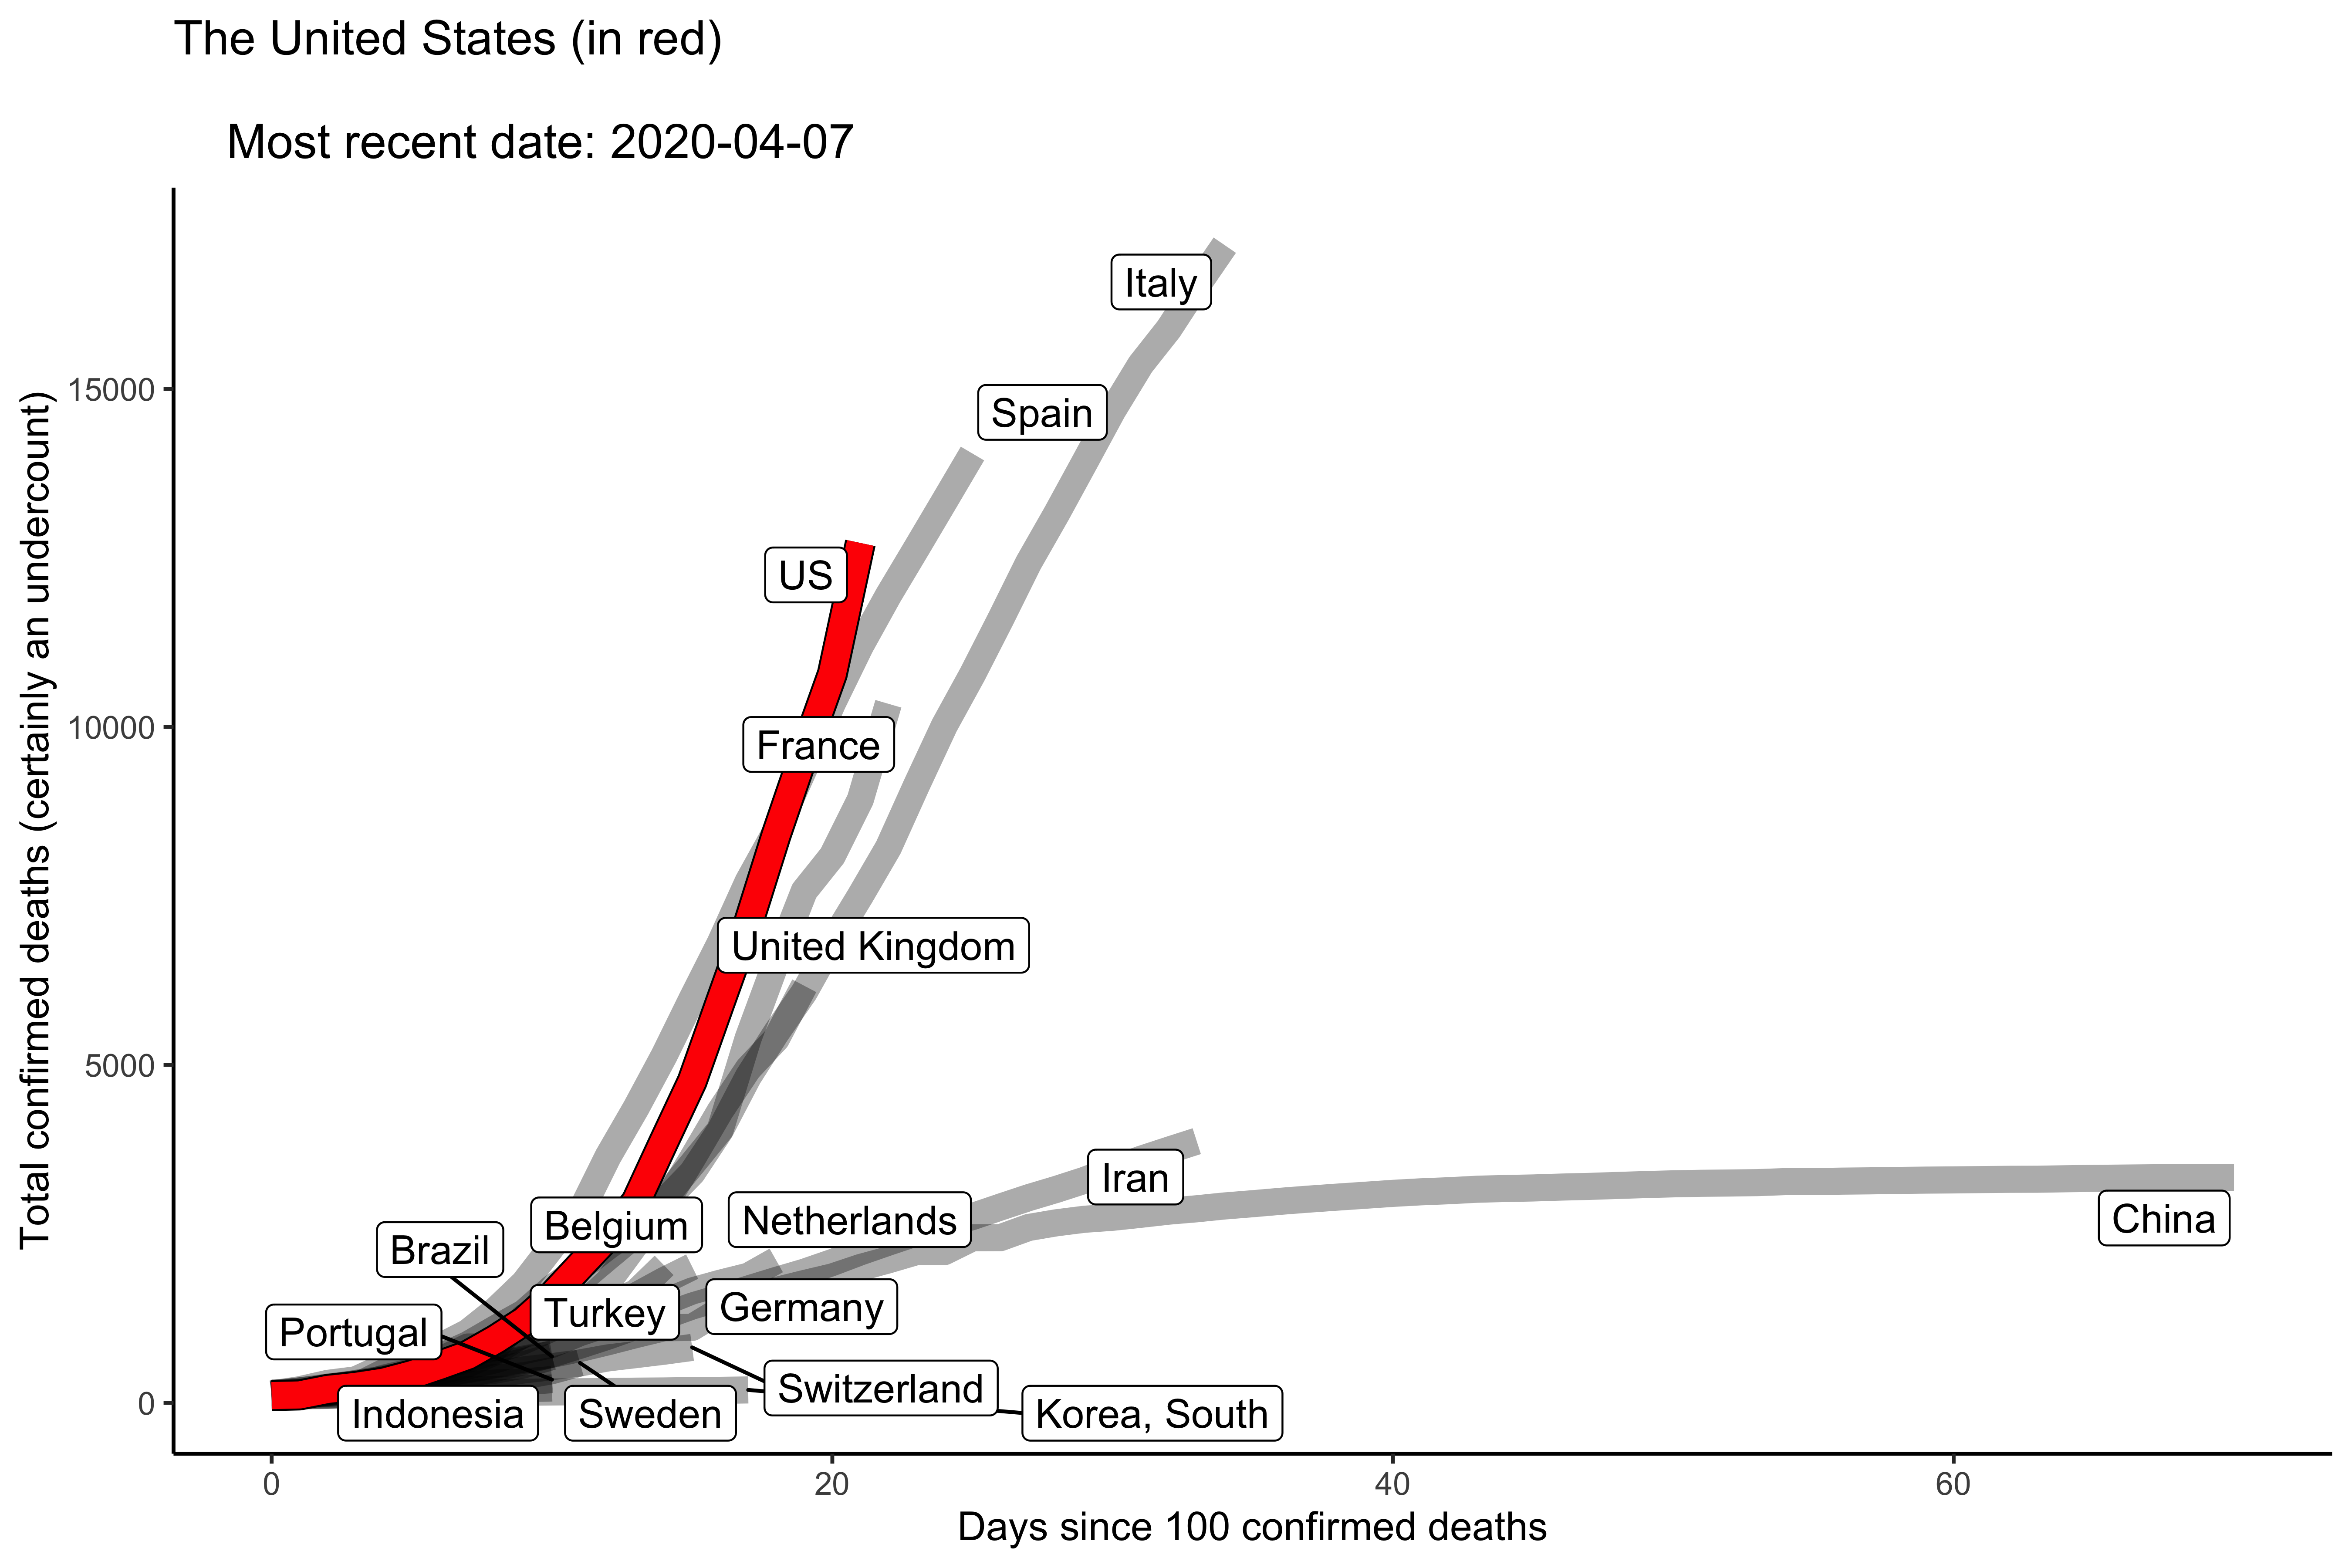 The United States (in red)
Most recent date: 2020-04-07
Total confirmed deaths (certainly an undercount)
15000
10000
5000
0
Italy
Spain
US
France
United Kingdom
Iran
China
Netherlands
Belgium
Brazil
Turkey
Germany
Portugal
Switzerland
Indonesia
Sweden
Korea, South
0
20
40
60
Days since 100 confirmed deaths